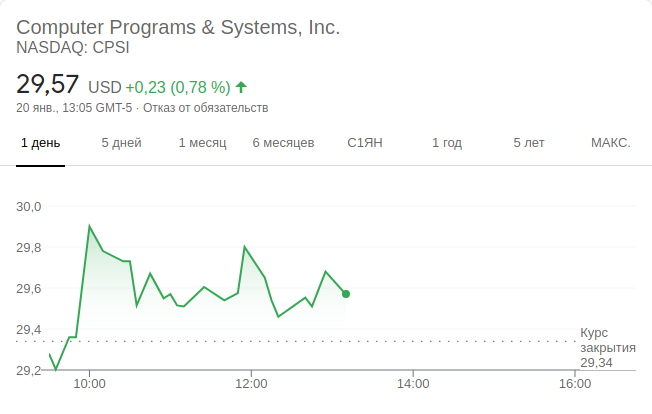 Computer Programs & Systems, Inc.
NASDAQ: CPSI
29,57 USD +0,23 (0,78 %)
20 янв., 13:05 GMT-5 · Отказ от обязательств
1 день 5 дней 1 месяц 6 месяцев С1ЯН 1 год 5 лет МАКС.
30,0
29,8
29,6
29,4
29,2
Курс
закрытия
29,34
10:00 12:00 14:00 16:00